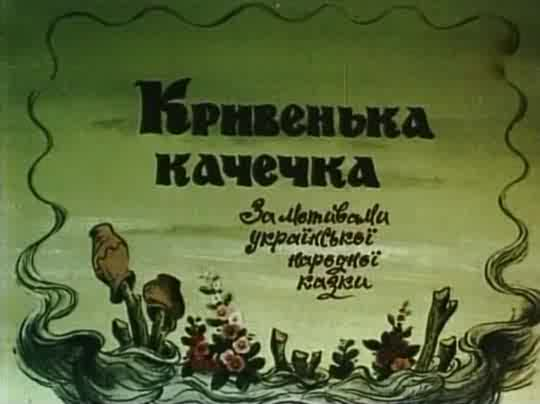 Кривенька
качечка
За мотивами
української
народної
казки